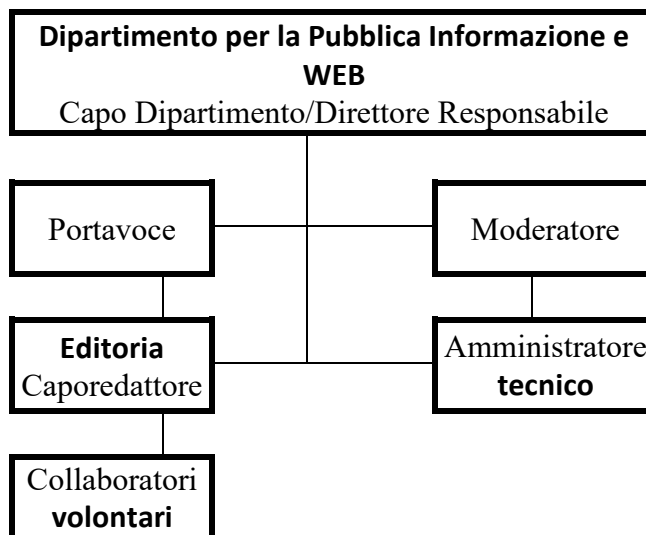 Dipartimento per la Pubblica Informazione e
WEB
Capo Dipartimento/Direttore Responsabile
Portavoce
Moderatore
Editoria
Caporedattore
Amministratore
tecnico
Collaboratori
volontari